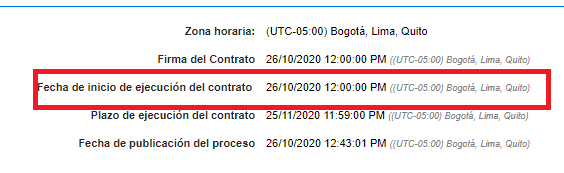 Zona horaria: (UTC-05:00) Bogotá, Lima, Quito
Firma del Contrato 26/10/2020 12:00:00 PM ((UTC-05:00) Bogotá, Lima, Quito)
Fecha de inicio de ejecución del contrato 26/10/2020 12:00:00 PM ((UTC-05:00) Bogotá, Lima, Quito)
Plazo de ejecución del contrato 25/11/2020 11:59:00 PM ((UTC-05:00) Bogotá, Lima, Quito)
Fecha de publicación del proceso 26/10/2020 12:43:01 PM ((UTC-05:00) Bogotá, Lima, Quito)